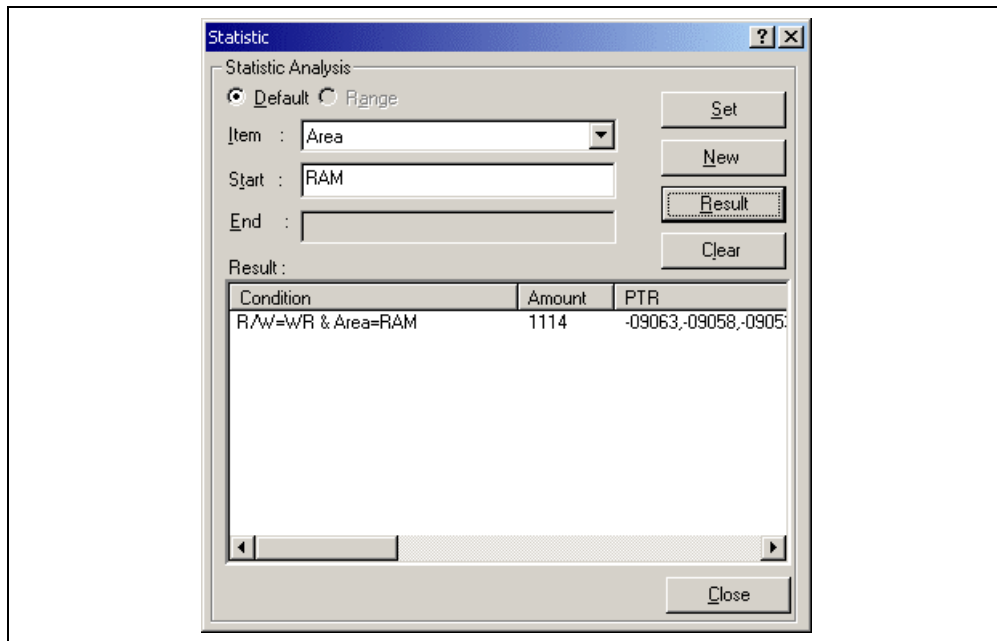 Statistic
Statistic Analysis
Default Range
Set
Item : Area
New
Start : RAM
Result
End :
Clear
Result :
Condition Amount PTR
R/W=WR & Area=RAM 1114 -09063,-09058,-0905
Close